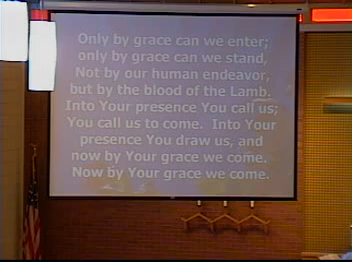 Only by grace can we enter;
only by grace can we stand,
Not by our human endeavor,
but by the blood of the Lamb.
Into Your presence You call us;
You call us to come.  Into Your
presence You draw us, and
now by Your grace we come.
Now by Your grace we come.